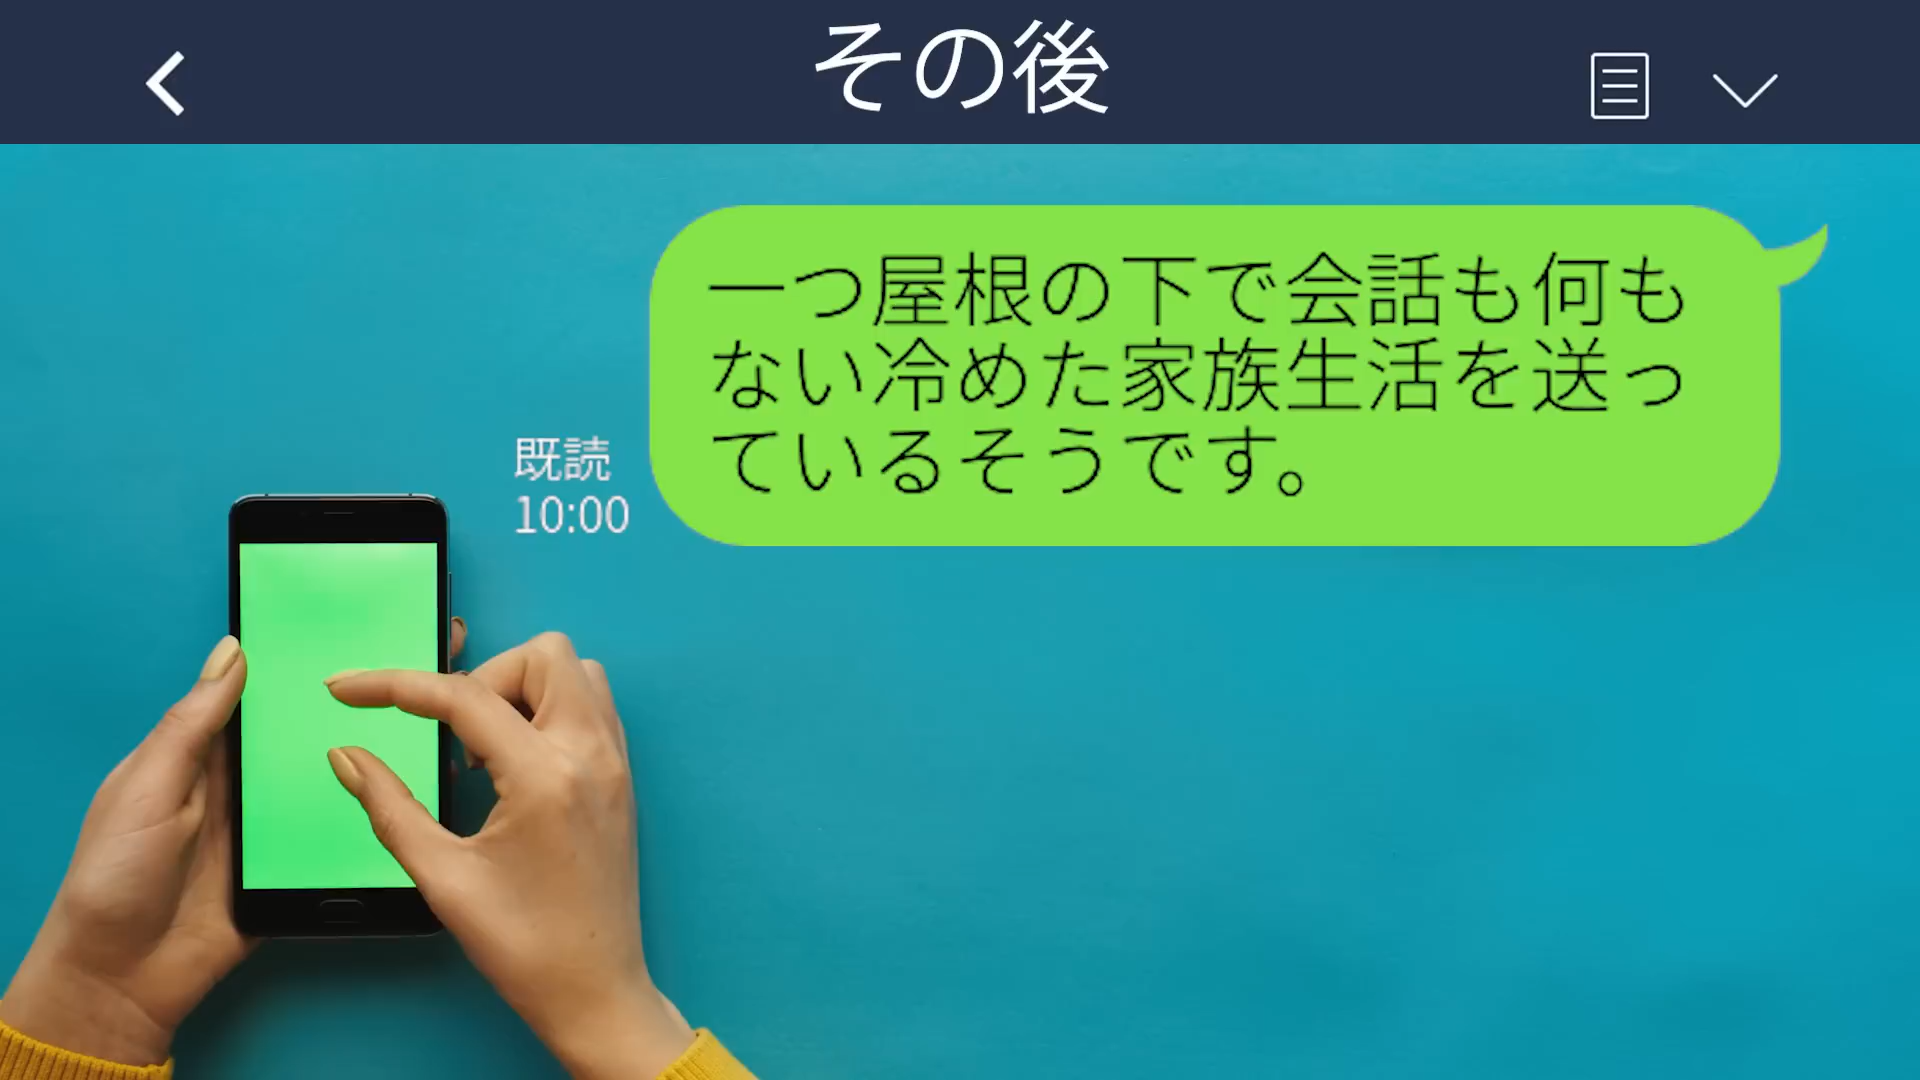 その後
一つ屋根の下で会話も何も
ない冷めた家族生活を送っ
ているそうです。
既読
10:00